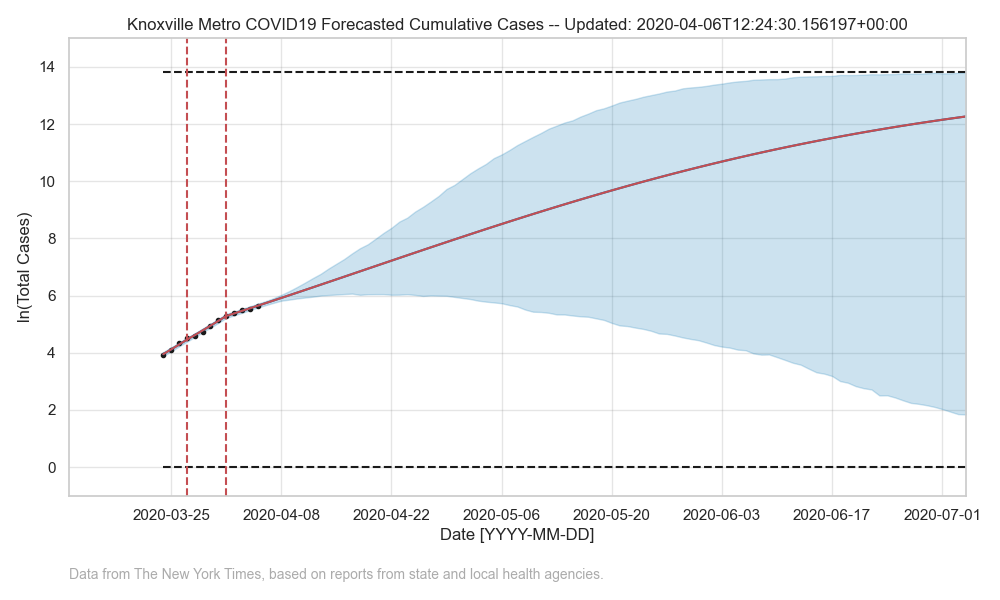 Knoxville Metro COVID19 Forecasted Cumulative Cases -- Updated: 2020-04-06T12:24:30.156197+00:00
ln(Total Cases)
14
12
10
8
6
4
2
0
2020-03-25 2020-04-08 2020-04-22 2020-05-06 2020-05-20 2020-06-03 2020-06-17 2020-07-01
Date [YYYY-MM-DD]
Data from The New York Times, based on reports from state and local health agencies.